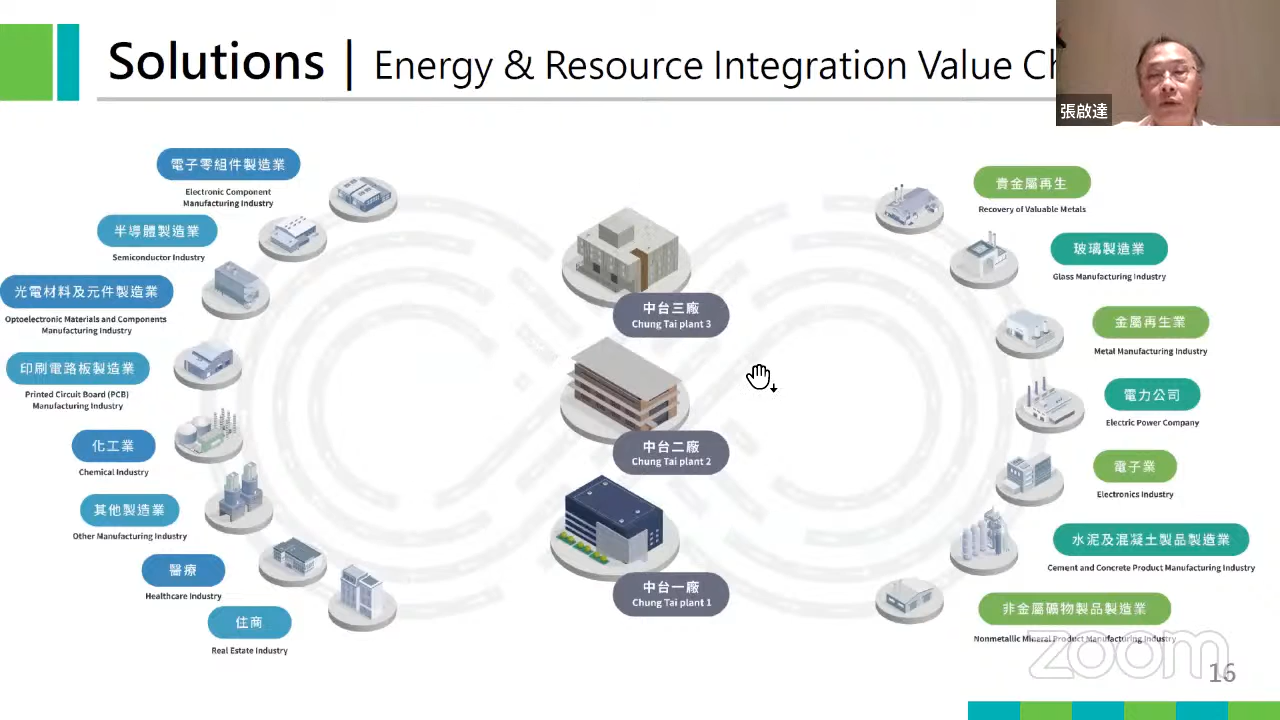 Solutions | Energy & Resource Integration Value Ch
張啟達
電子零組件製造業
Electronic Component
Manufacturing Industry
半導體製造業
Semiconductor Industry
光電材料及元件製造業
Optoelectronic Materials and Components
Manufacturing Industry
印刷電路板製造業
Printed Circuit Board (PCB)
Manufacturing Industry
化工業
Chemical Industry
其他製造業
Other Manufacturing Industry
醫療
Healthcare Industry
住商
Real Estate Industry
中台三廠
Chung Tai plant 3
中台二廠
Chung Tai plant 2
中台一廠
Chung Tai plant 1
貴金屬再生
Recovery of Valuable Metals
玻璃製造業
Glass Manufacturing Industry
金屬再生業
Metal Manufacturing Industry
電力公司
Electric Power Company
電子業
Electronics Industry
水泥及混凝土製品製造業
Cement and Concrete Product Manufacturing Industry
非金屬礦物製品製造業
Nonmetallic Mineral Product Manufacturing Industry
zoom
16